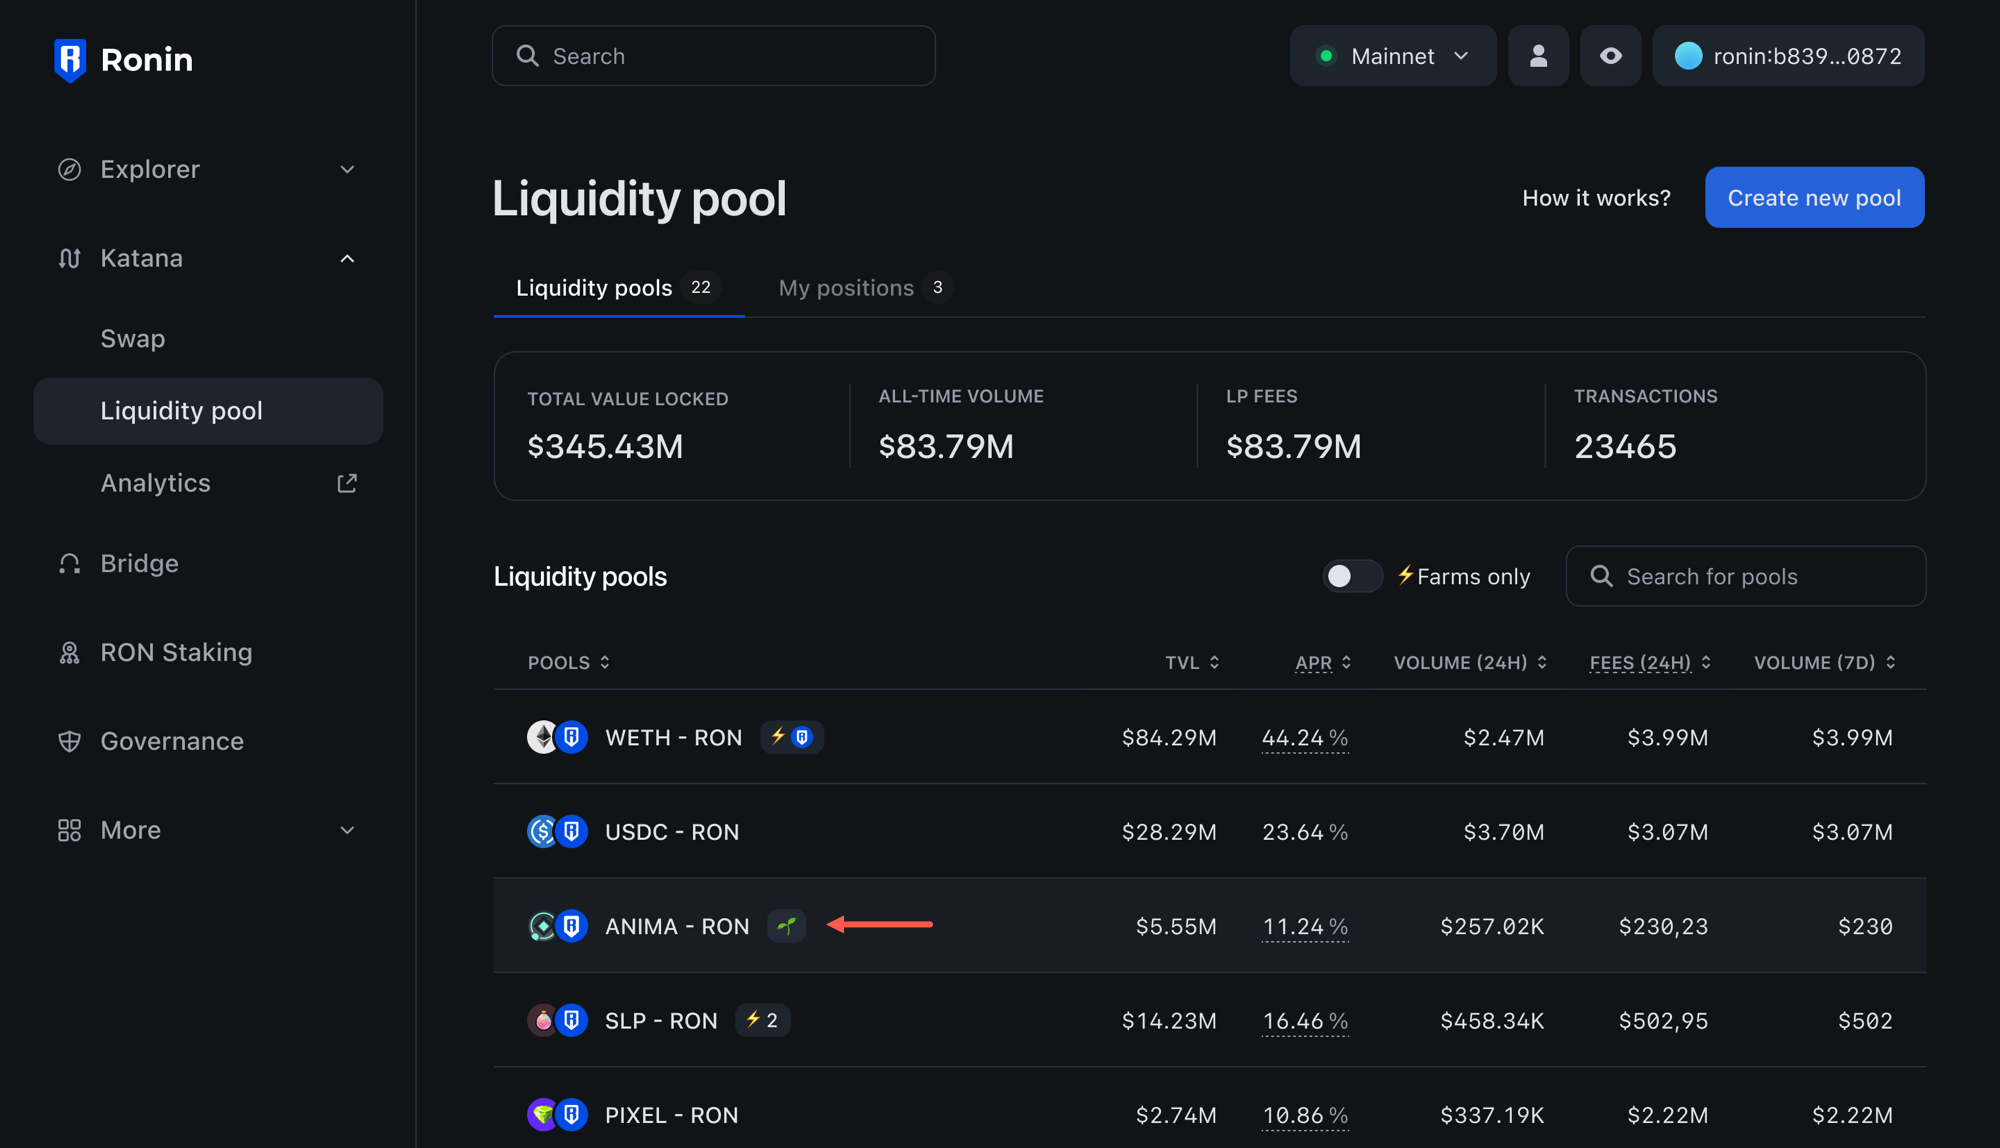 Ronin
Search
Mainnet
ronin:b839...0872
Explorer
Katana
Swap
Liquidity pool
Analytics
Bridge
RON Staking
Governance
More
Liquidity pool
How it works?
Create new pool
Liquidity pools 22
My positions 3
TOTAL VALUE LOCKED
$345.43M
ALL-TIME VOLUME
$83.79M
LP FEES
$83.79M
TRANSACTIONS
23465
Liquidity pools
⚡Farms only
Search for pools
POOLS TVL APR VOLUME (24H) FEES (24H) VOLUME (7D)
WETH - RON ⚡ $84.29M 44.24 % $2.47M $3.99M $3.99M
USDC - RON $28.29M 23.64 % $3.70M $3.07M $3.07M
ANIMA - RON 🌱 $5.55M 11.24 % $257.02K $230,23 $230
SLP - RON ⚡ 2 $14.23M 16.46 % $458.34K $502,95 $502
PIXEL - RON $2.74M 10.86 % $337.19K $2.22M $2.22M